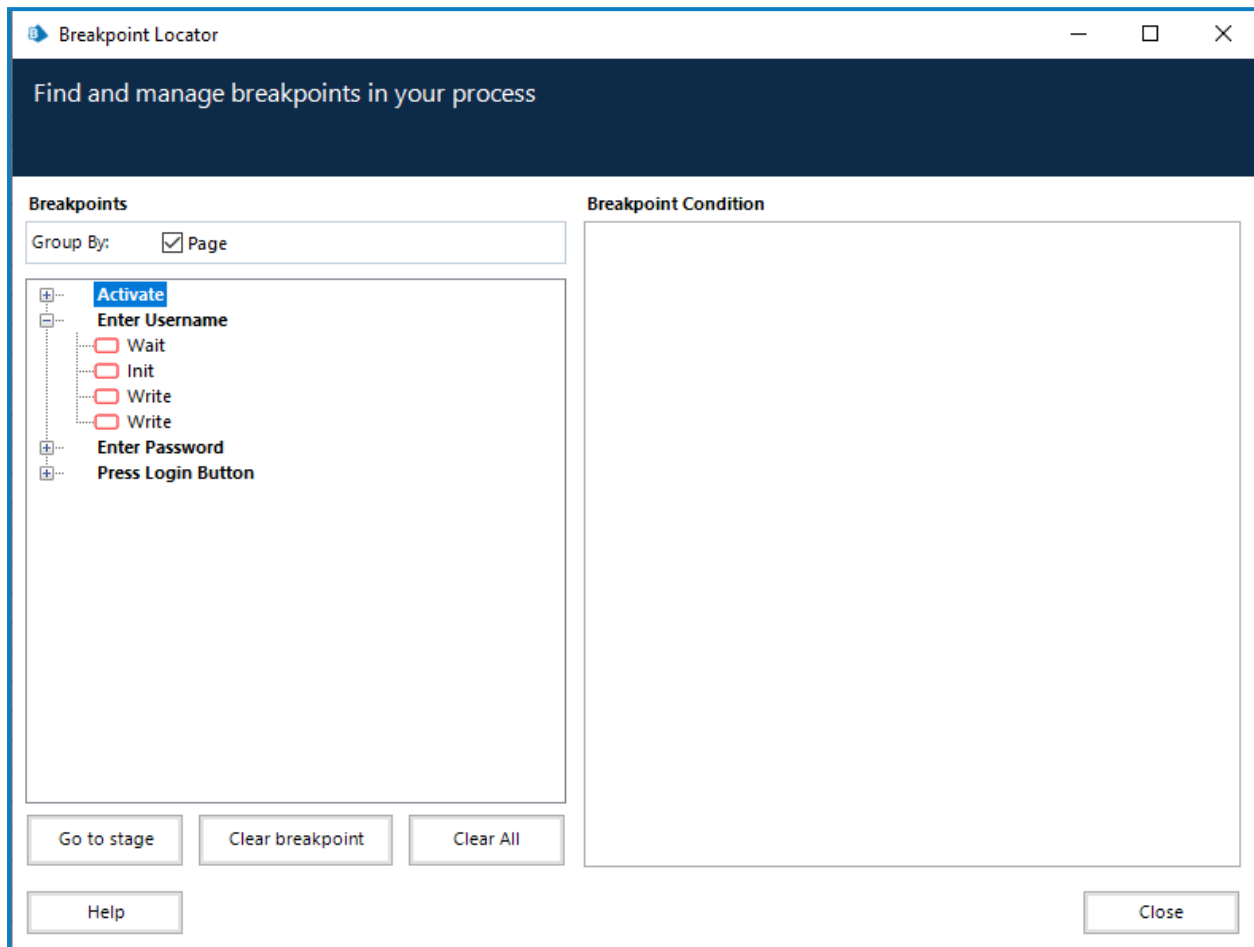 Breakpoint Locator
Find and manage breakpoints in your process
Breakpoints
Group By: Page
Activate
Enter Username
Wait
Init
Write
Write
Enter Password
Press Login Button
Go to stage Clear breakpoint Clear All
Help
Breakpoint Condition
Close